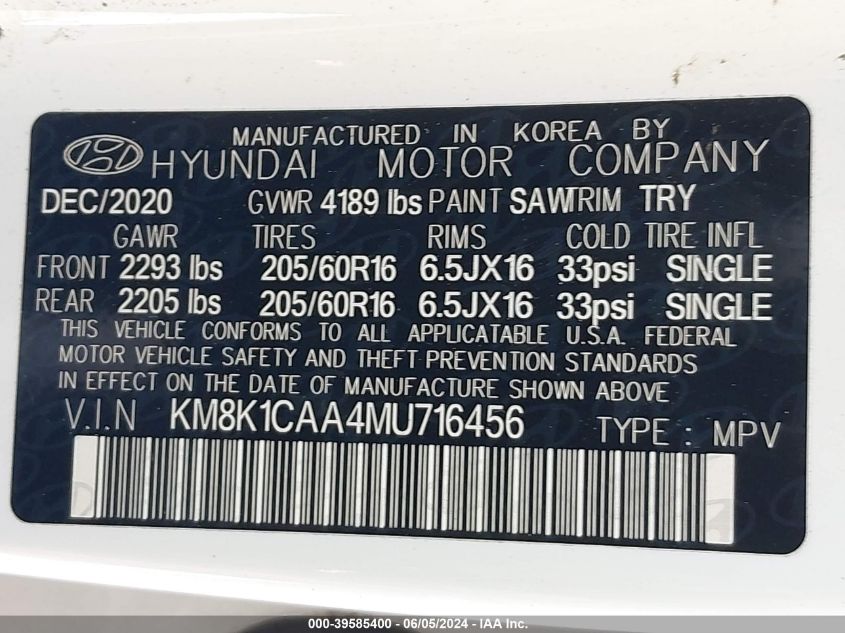 MANUFACTURED IN KOREA BY
HYUNDAI MOTOR COMPANY
DEC/2020 GVWR 4189 lbs PAINT SAW TRIM TRY
GAWR TIRES RIMS COLD TIRE INFL
FRONT 2293 lbs 205/60R16 6.5JX16 33psi SINGLE
REAR 2205 lbs 205/60R16 6.5JX16 33psi SINGLE
THIS VEHICLE CONFORMS TO ALL APPLICATABLE U.S.A. FEDERAL
MOTOR VEHICLE SAFETY AND THEFT PREVENTION STANDARDS
IN EFFECT ON THE DATE OF MANUFACTURE SHOWN ABOVE
V.I.N KM8K1CAA4MU716456 TYPE : MPV
000-39585400 - 06/05/2024 - IAA Inc.